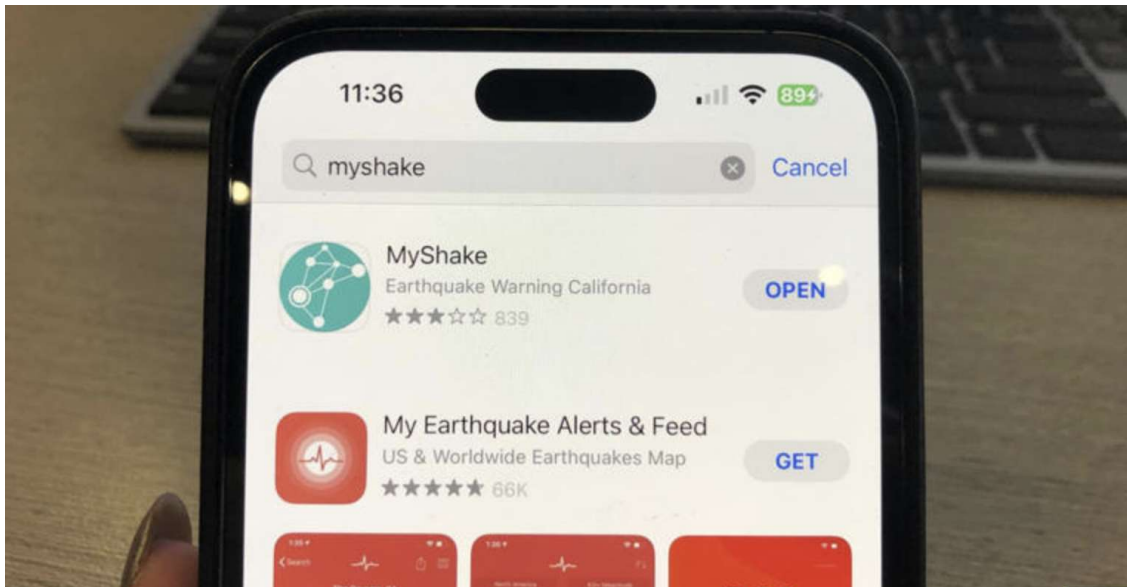 11:36
89
myshake
Cancel
MyShake
Earthquake Warning California
OPEN
839
My Earthquake Alerts & Feed
US & Worldwide Earthquakes Map
GET
66K
Search